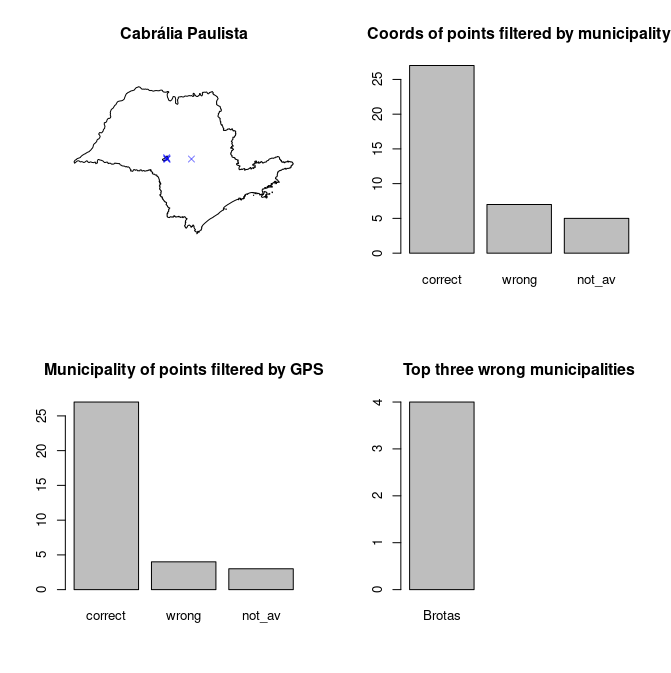 Cabrália Paulista
Coords of points filtered by municipality
25
20
15
10
5
0
correct wrong not_av
Municipality of points filtered by GPS
25
20
15
10
5
0
correct wrong not_av
Top three wrong municipalities
4
3
2
1
0
Brotas